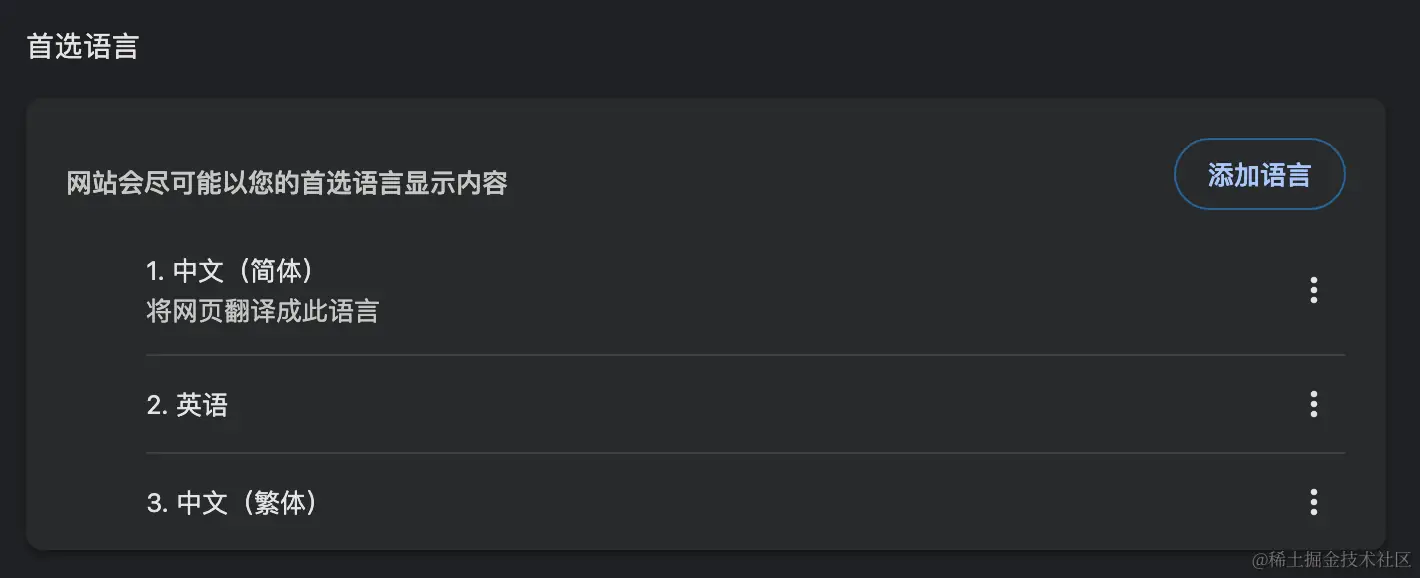 首选语言
网站会尽可能以您的首选语言显示内容
添加语言
1. 中文（简体）
将网页翻译成此语言
2. 英语
3. 中文（繁体）
@稀土掘金技术社区